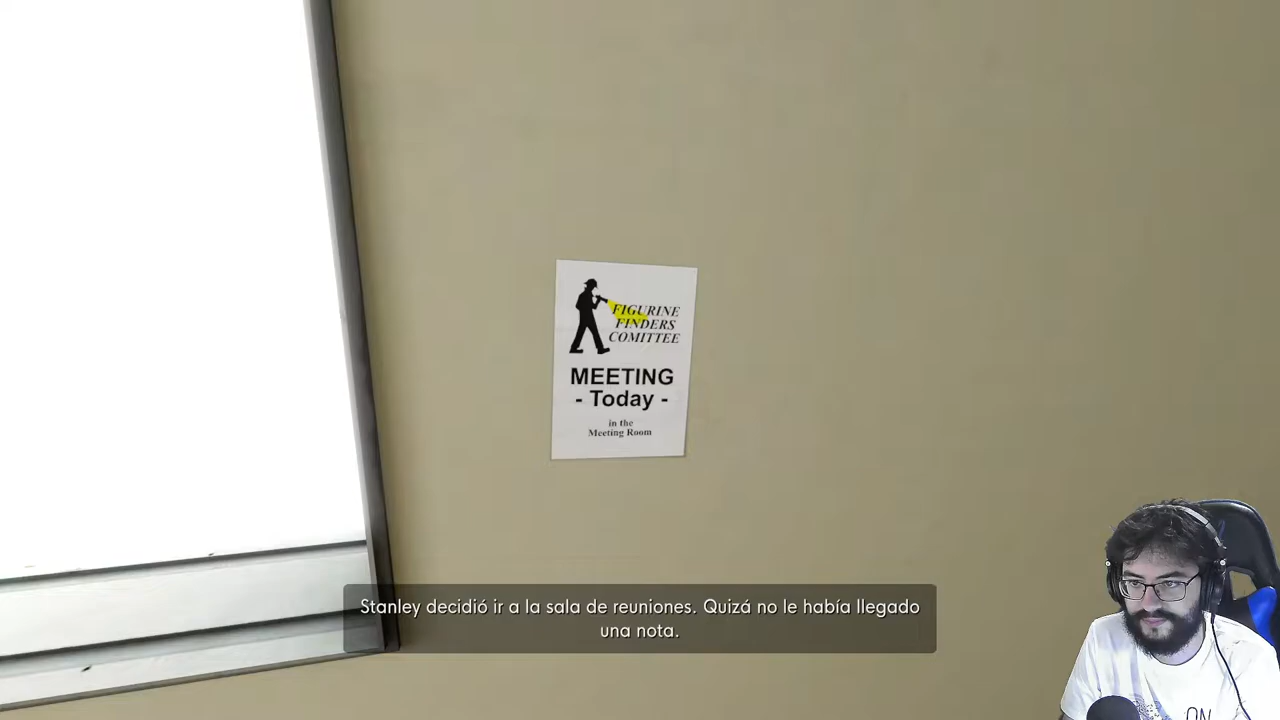 FIGURINE
FINDERS
COMITTEE
MEETING
- Today -
in the
Meeting Room
Stanley decidió ir a la sala de reuniones. Quizá no le había llegado
una nota.
ON